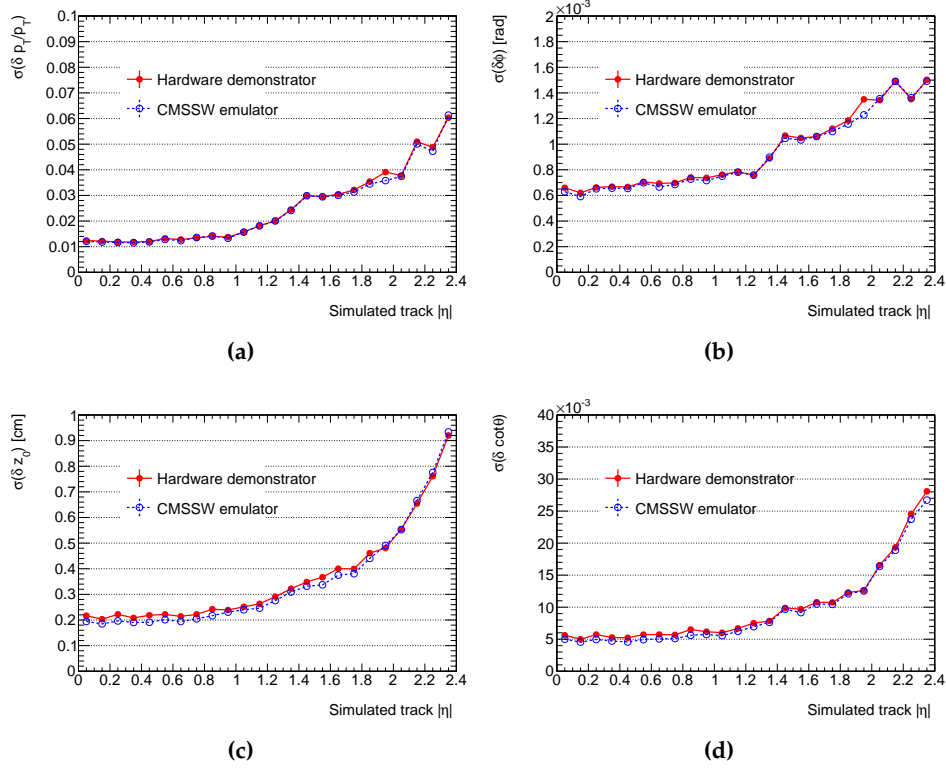 σ(δ p_T/p_T)
0.1
0.09
0.08
0.07
0.06
0.05
0.04
0.03
0.02
0.01
0
Hardware demonstrator
CMSSW emulator
0 0.2 0.4 0.6 0.8 1 1.2 1.4 1.6 1.8 2 2.2 2.4
Simulated track |η|
(a)
×10⁻³
σ(δφ) [rad]
2
1.8
1.6
1.4
1.2
1
0.8
0.6
0.4
0.2
0
Hardware demonstrator
CMSSW emulator
0 0.2 0.4 0.6 0.8 1 1.2 1.4 1.6 1.8 2 2.2 2.4
Simulated track |η|
(b)
σ(δ z₀) [cm]
1
0.9
0.8
0.7
0.6
0.5
0.4
0.3
0.2
0.1
0
Hardware demonstrator
CMSSW emulator
0 0.2 0.4 0.6 0.8 1 1.2 1.4 1.6 1.8 2 2.2 2.4
Simulated track |η|
(c)
×10⁻³
σ(δ cotθ)
40
35
30
25
20
15
10
5
0
Hardware demonstrator
CMSSW emulator
0 0.2 0.4 0.6 0.8 1 1.2 1.4 1.6 1.8 2 2.2 2.4
Simulated track |η|
(d)